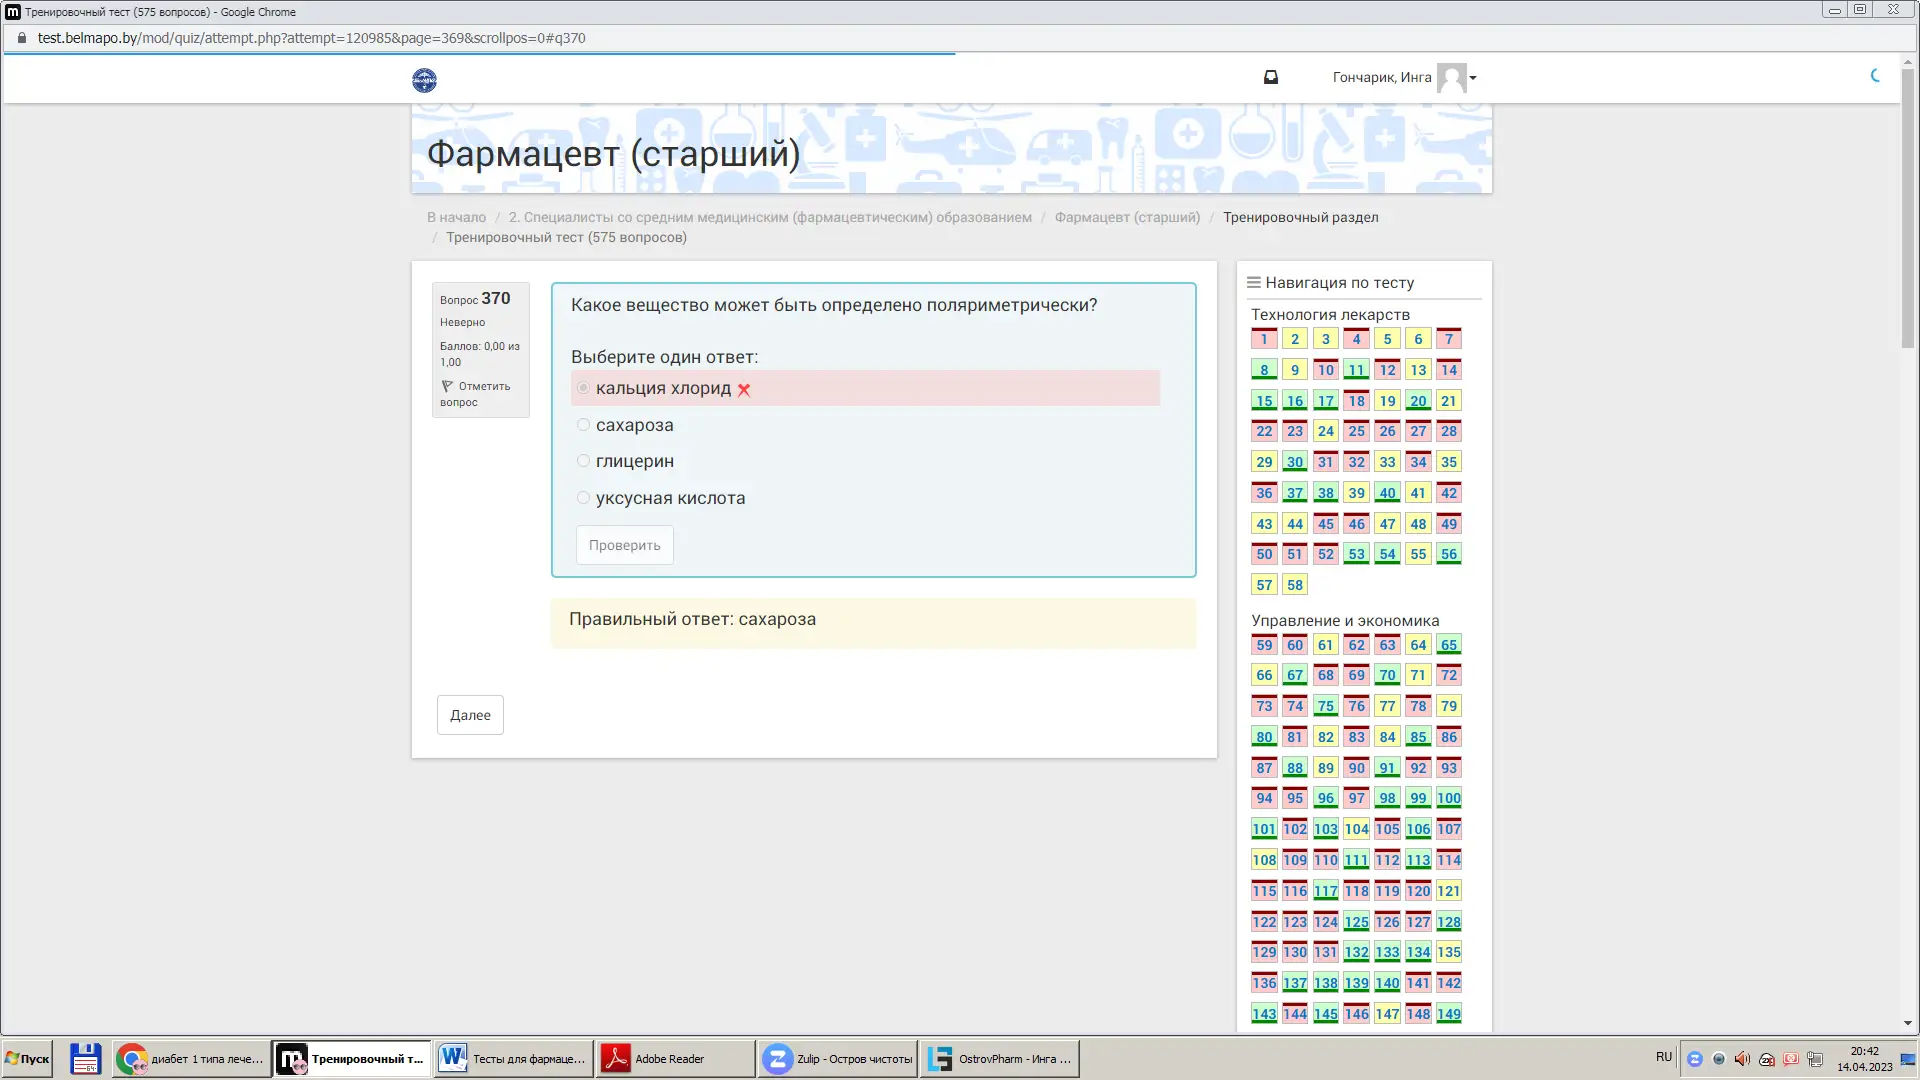 Тренировочный тест (575 вопросов) - Google Chrome
test.belmapo.by/mod/quiz/attempt.php?attempt=120985&page=369&scrollpos=0#q370
Гончарик, Инга
Фармацевт (старший)
В начало / 2. Специалисты со средним медицинским (фармацевтическим) образованием / Фармацевт (старший) / Тренировочный раздел
/ Тренировочный тест (575 вопросов)
Вопрос 370
Неверно
Баллов: 0,00 из
1,00
Отметить
вопрос
Какое вещество может быть определено поляриметрически?
Выберите один ответ:
кальция хлорид
сахароза
глицерин
уксусная кислота
Проверить
Правильный ответ: сахароза
Далее
Навигация по тесту
Технология лекарств
1 2 3 4 5 6 7
8 9 10 11 12 13 14
15 16 17 18 19 20 21
22 23 24 25 26 27 28
29 30 31 32 33 34 35
36 37 38 39 40 41 42
43 44 45 46 47 48 49
50 51 52 53 54 55 56
57 58
Управление и экономика
59 60 61 62 63 64 65
66 67 68 69 70 71 72
73 74 75 76 77 78 79
80 81 82 83 84 85 86
87 88 89 90 91 92 93
94 95 96 97 98 99 100
101 102 103 104 105 106 107
108 109 110 111 112 113 114
115 116 117 118 119 120 121
122 123 124 125 126 127 128
129 130 131 132 133 134 135
136 137 138 139 140 141 142
143 144 145 146 147 148 149
Пуск
диабет 1 типа лече...
Тренировочный т...
Тесты для фармаце...
Adobe Reader
Zulip - Остров чистоты
OstrovPharm - Инга ...
RU
20:42
14.04.2023